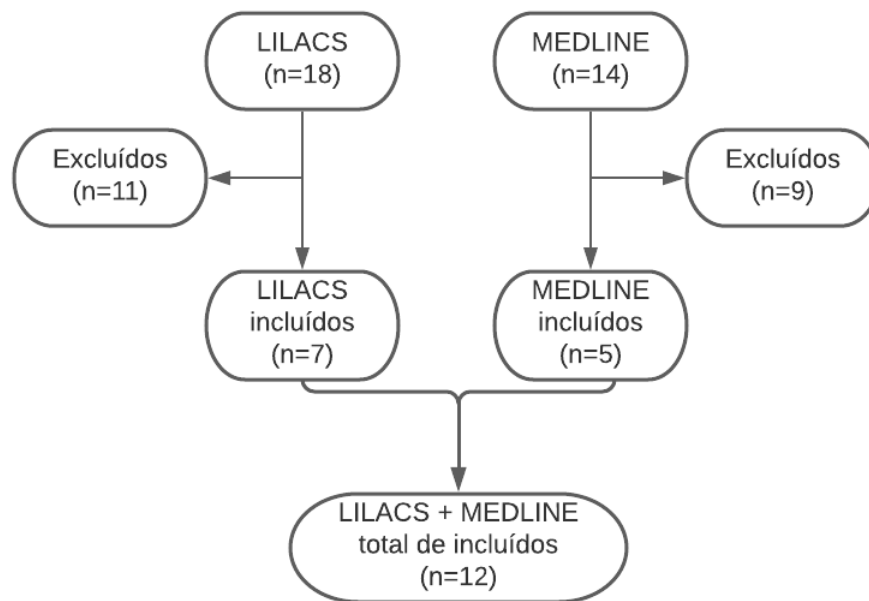 LILACS
(n=18)
MEDLINE
(n=14)
Excluídos
(n=11)
Excluídos
(n=9)
LILACS
incluídos
(n=7)
MEDLINE
incluídos
(n=5)
LILACS + MEDLINE
total de incluídos
(n=12)